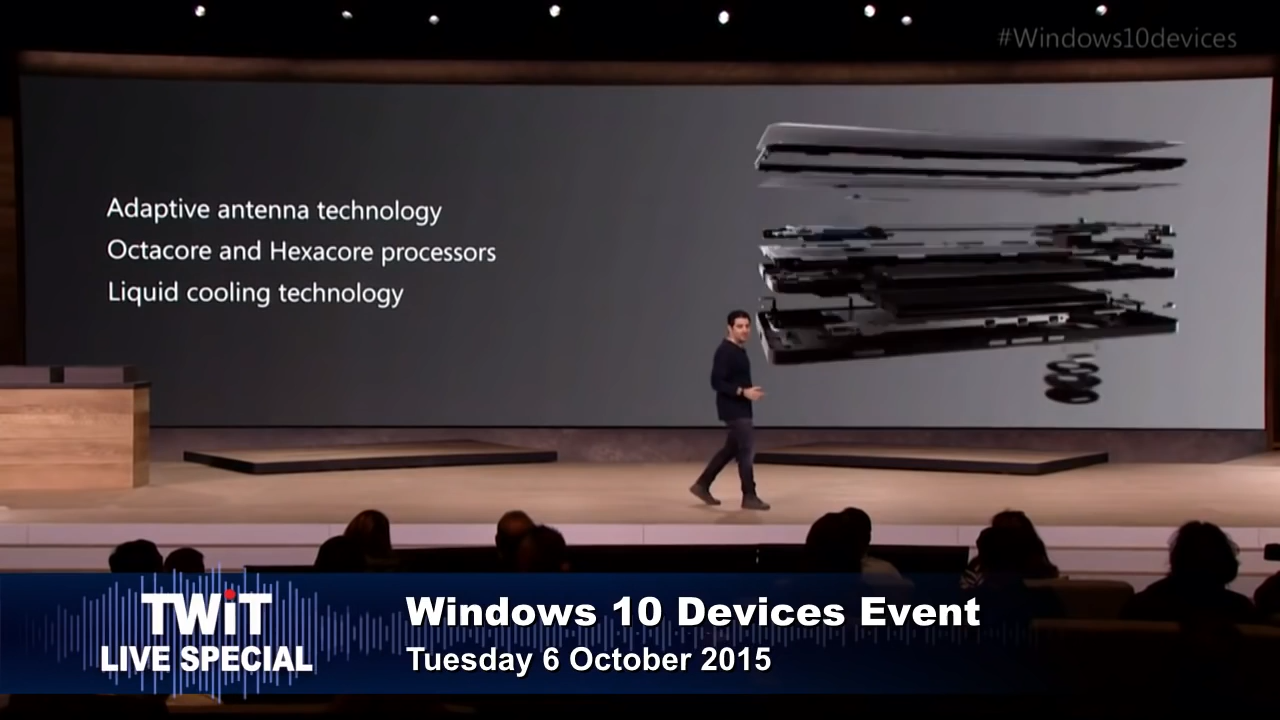 #Windows10devices
Adaptive antenna technology
Octacore and Hexacore processors
Liquid cooling technology
TWiT
LIVE SPECIAL
Windows 10 Devices Event
Tuesday 6 October 2015